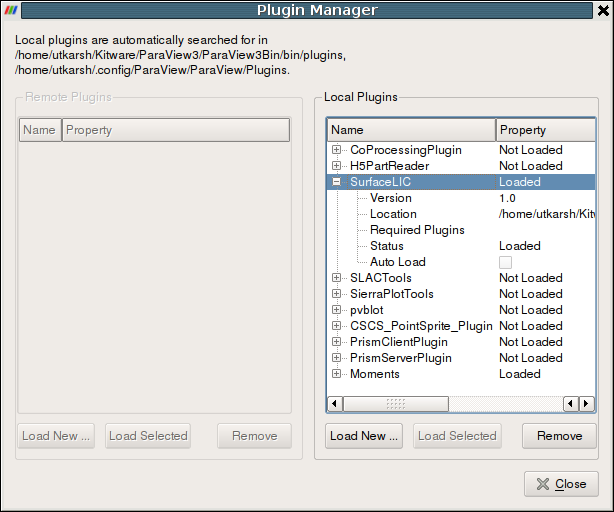 Plugin Manager
Local plugins are automatically searched for in
/home/utkarsh/Kitware/ParaView3/ParaView3Bin/bin/plugins,
/home/utkarsh/.config/ParaView/ParaView/Plugins.
Remote Plugins
Name Property
Load New ... Load Selected Remove
Local Plugins
Name Property
CoProcessingPlugin Not Loaded
H5PartReader Not Loaded
SurfaceLIC Loaded
Version 1.0
Location /home/utkarsh/Kitw
Required Plugins
Status Loaded
Auto Load
SLACTools Not Loaded
SierraPlotTools Not Loaded
pvblot Not Loaded
CSCS_PointSprite_Plugin Not Loaded
PrismClientPlugin Not Loaded
PrismServerPlugin Not Loaded
Moments Loaded
Load New ... Load Selected Remove
Close